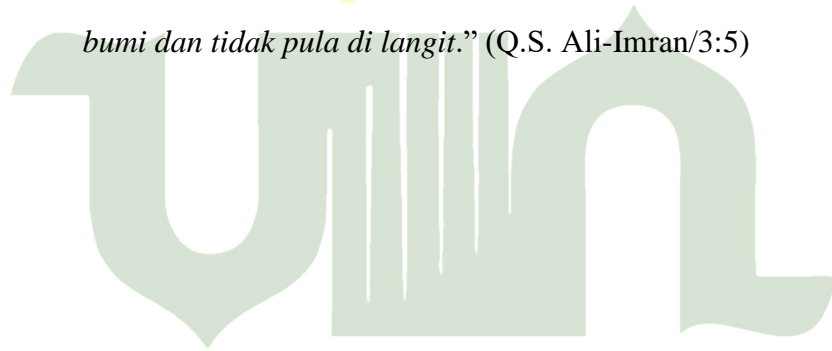 bumi dan tidak pula di langit.” (Q.S. Ali-Imran/3:5)